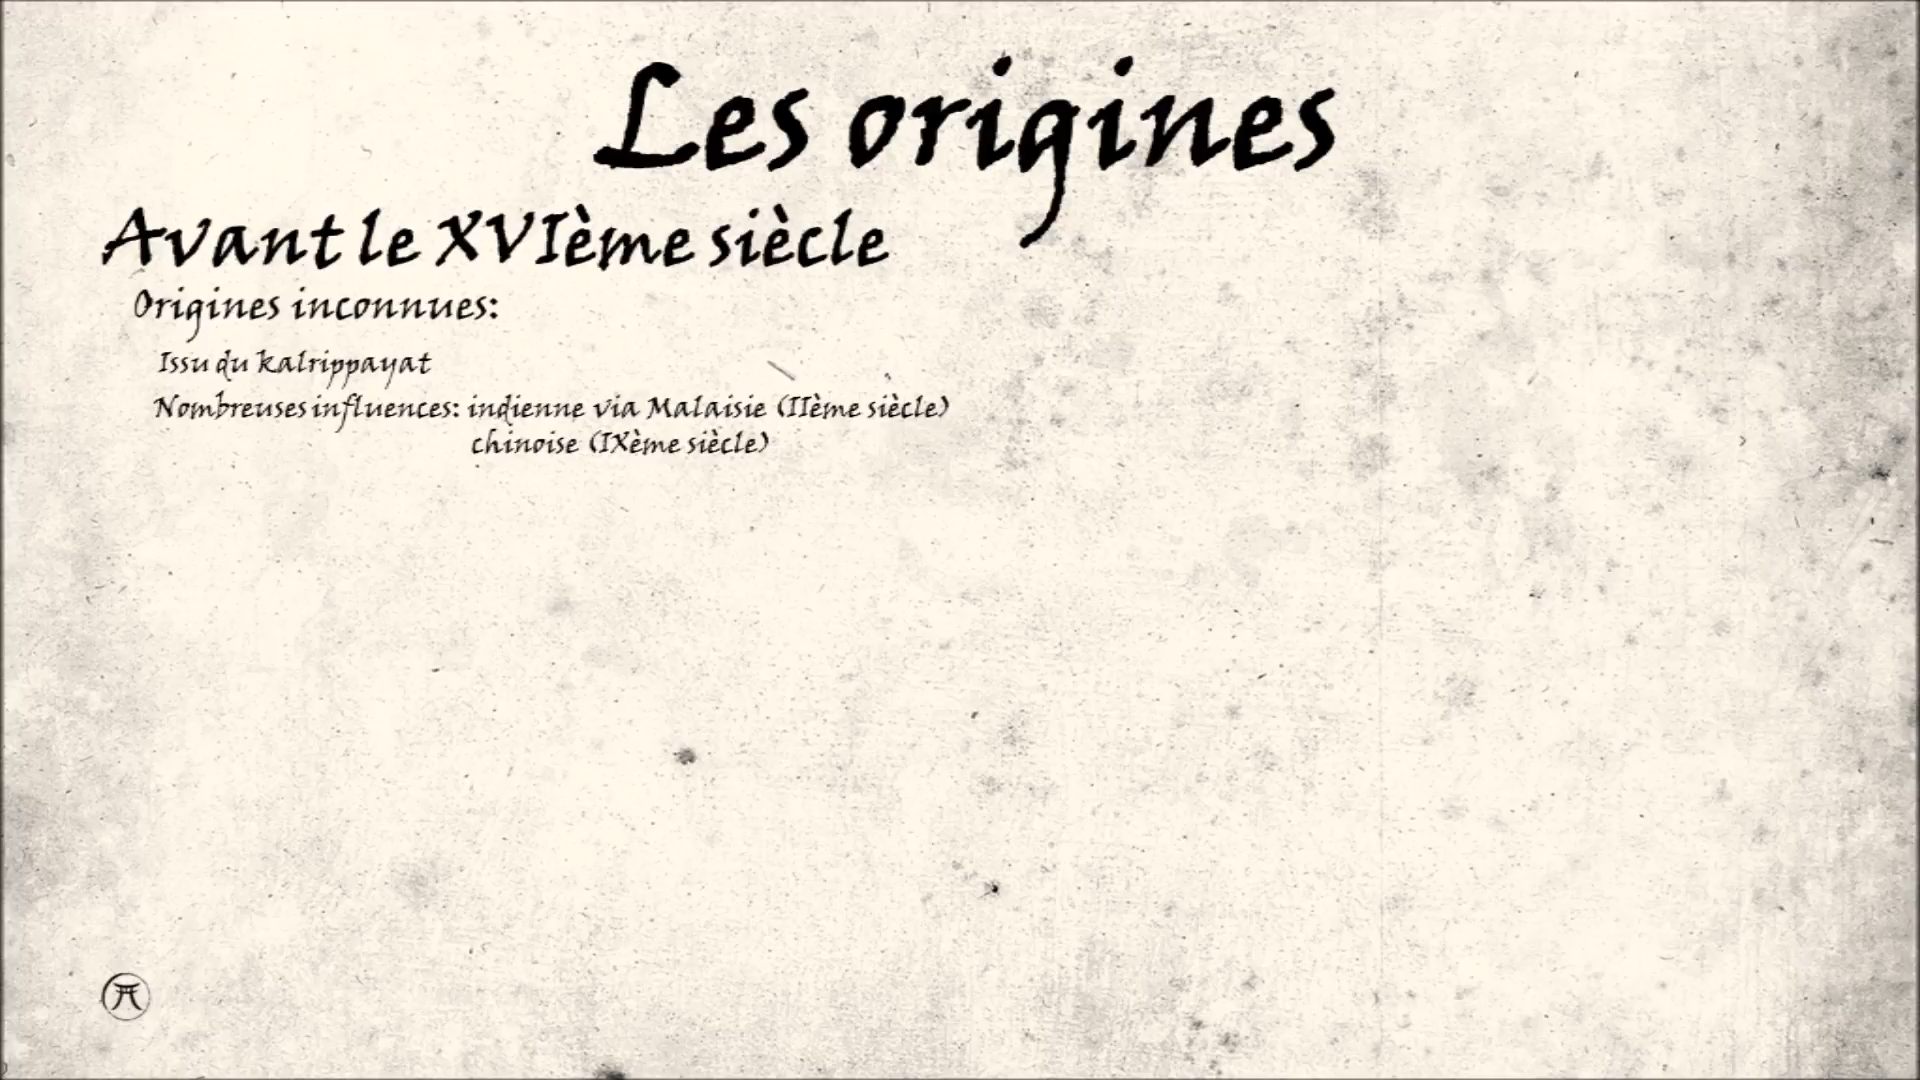 Les origines
Avant le XVIème siècle
Origines inconnues:
Issu du kalrippayat
Nombreuses influences: indienne via Malaisie (IIème siècle)
chinoise (IXème siècle)